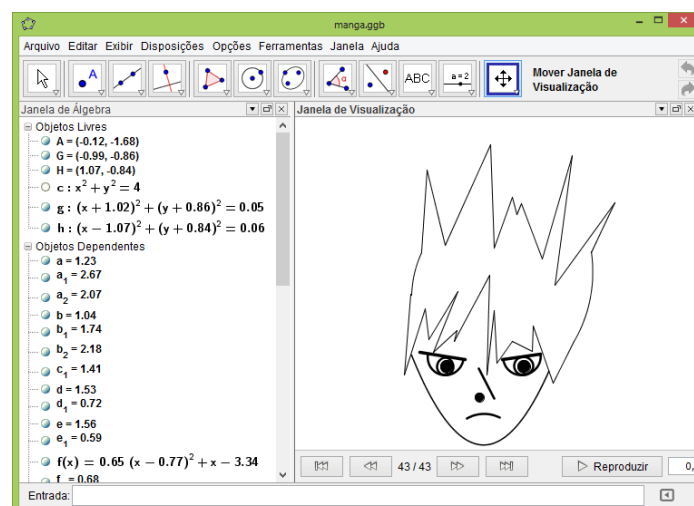 manga.ggb
Arquivo Editar Exibir Disposições Opções Ferramentas Janela Ajuda
A
α
ABC
a = 2
Mover Janela de
Visualização
Janela de Álgebra
Janela de Visualização
Objetos Livres
A = (-0.12, -1.68)
G = (-0.99, -0.86)
H = (1.07, -0.84)
c : x² + y² = 4
g : (x + 1.02)² + (y + 0.86)² = 0.05
h : (x − 1.07)² + (y + 0.84)² = 0.06
Objetos Dependentes
a = 1.23
a₁ = 2.67
a₂ = 2.07
b = 1.04
b₁ = 1.74
b₂ = 2.18
c₁ = 1.41
d = 1.53
d₁ = 0.72
e = 1.56
e₁ = 0.59
f(x) = 0.65 (x − 0.77)² + x − 3.34
43 / 43
Reproduzir
0,
Entrada: